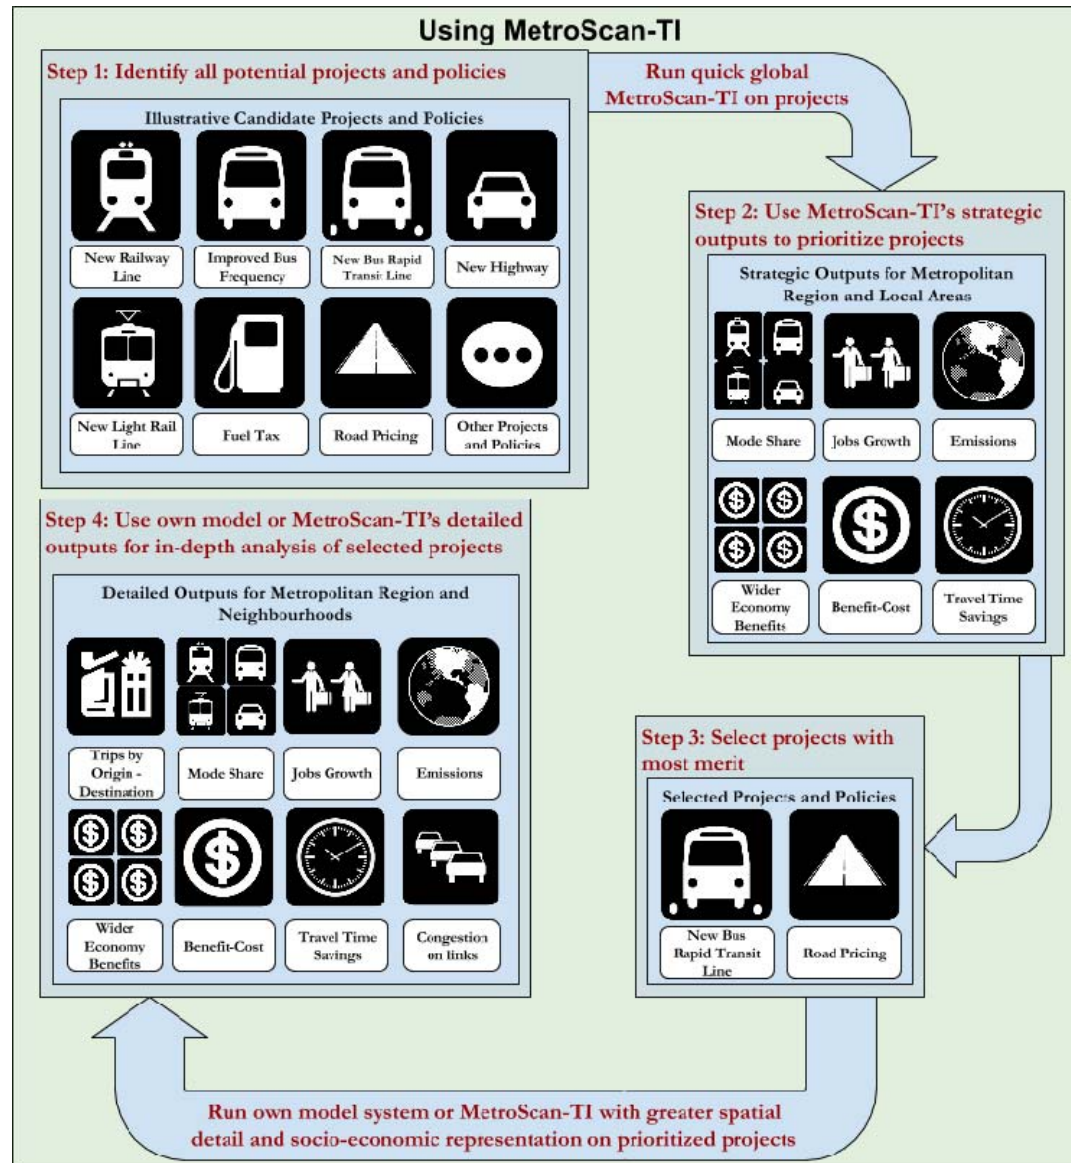 Using MetroScan-TI
Step 1: Identify all potential projects and policies
Illustrative Candidate Projects and Policies
New Railway
Line
Improved Bus
Frequency
New Bus Rapid
Transit Line
New Highway
New Light Rail
Line
Fuel Tax
Road Pricing
Other Projects
and Policies
Run quick global
MetroScan-TI on projects
Step 2: Use MetroScan-TI's strategic
outputs to prioritize projects
Strategic Outputs for Metropolitan
Region and Local Areas
Mode Share
Jobs Growth
Emissions
Wider
Economy
Benefits
Benefit-Cost
Travel Time
Savings
Step 3: Select projects with
most merit
Selected Projects and Policies
New Bus
Rapid Transit
Line
Road Pricing
Run own model system or MetroScan-TI with greater spatial
detail and socio-economic representation on prioritized projects
Step 4: Use own model or MetroScan-TI's detailed
outputs for in-depth analysis of selected projects
Detailed Outputs for Metropolitan Region and
Neighbourhoods
Trips by
Origin -
Destination
Mode Share
Jobs Growth
Emissions
Wider
Economy
Benefits
Benefit-Cost
Travel Time
Savings
Congestion
on links